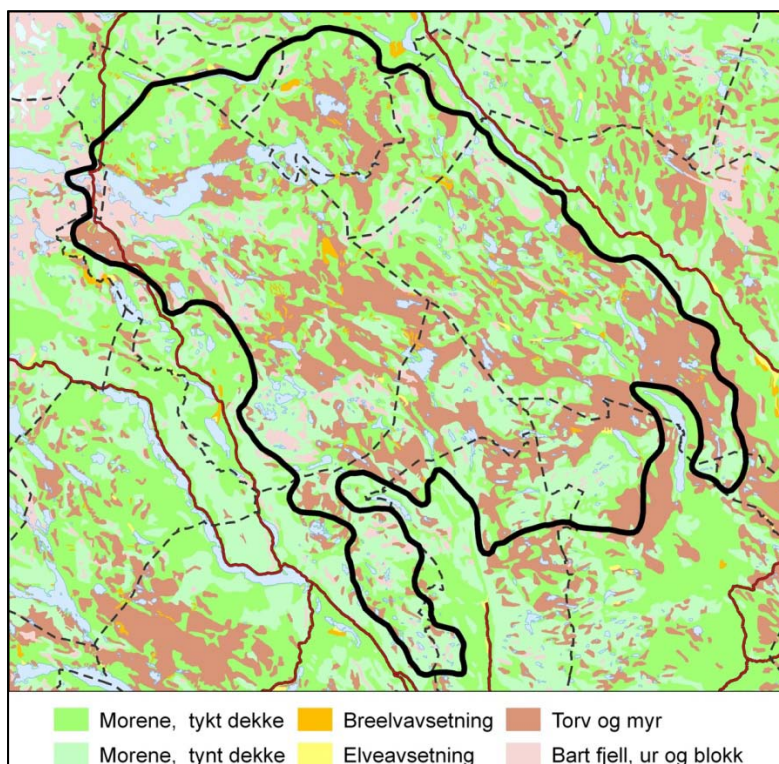 Morene, tykt dekke Breelvavsetning Torv og myr
Morene, tynt dekke Elveavsetning Bart fjell, ur og blokk